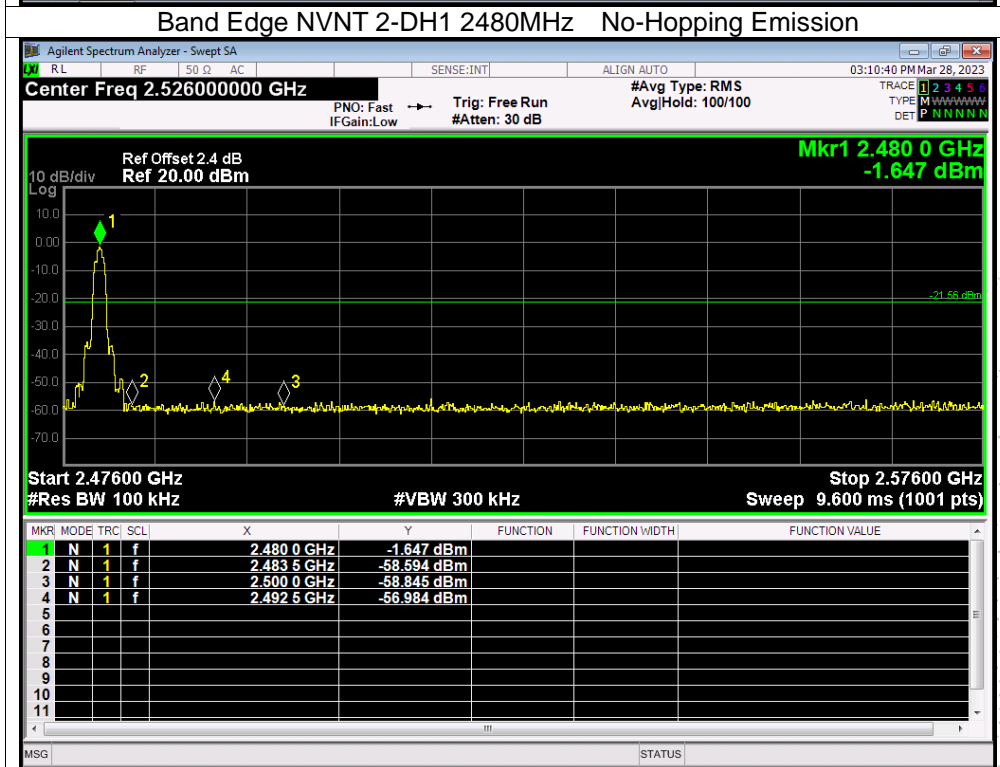 Band Edge NVNT 2-DH1 2480MHz No-Hopping Emission
Agilent Spectrum Analyzer - Swept SA
LXI RL RF 50 Ω AC SENSE:INT ALIGN AUTO 03:10:40 PM Mar 28, 2023
Center Freq 2.526000000 GHz #Avg Type: RMS TRACE 1 2 3 4 5 6
PNO: Fast Trig: Free Run Avg|Hold: 100/100 TYPE M WWWWW
IFGain:Low #Atten: 30 dB DET P N N N N N
Mkr1 2.480 0 GHz
Ref Offset 2.4 dB
10 dB/div Ref 20.00 dBm -1.647 dBm
Log
10.0
1
0.00
-10.0
-20.0 -21.56 dBm
-30.0
-40.0
-50.0 2 4 3
-60.0
-70.0
Start 2.47600 GHz Stop 2.57600 GHz
#Res BW 100 kHz #VBW 300 kHz Sweep 9.600 ms (1001 pts)
MKR MODE TRC SCL X Y FUNCTION FUNCTION WIDTH FUNCTION VALUE
1 N 1 f 2.480 0 GHz -1.647 dBm
2 N 1 f 2.483 5 GHz -58.594 dBm
3 N 1 f 2.500 0 GHz -58.845 dBm
4 N 1 f 2.492 5 GHz -56.984 dBm
5
6
7
8
9
10
11
MSG STATUS